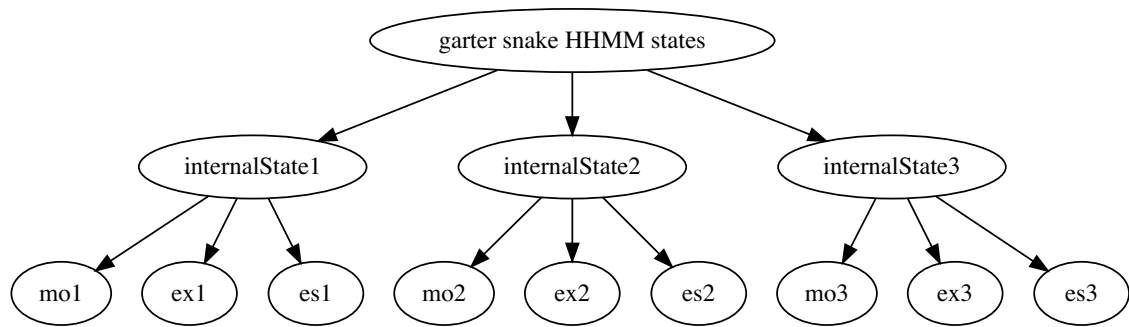 garter snake HHMM states
internalState1 internalState2 internalState3
mo1 ex1 es1 mo2 ex2 es2 mo3 ex3 es3